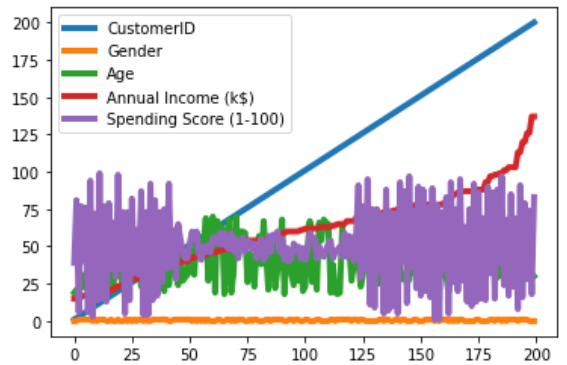 CustomerID
Gender
Age
Annual Income (k$)
Spending Score (1-100)
200
175
150
125
100
75
50
25
0
0 25 50 75 100 125 150 175 200